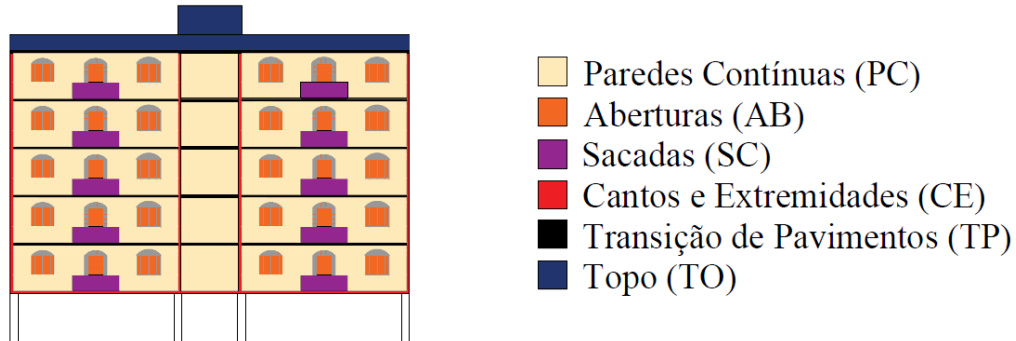 Paredes Contínuas (PC)
Aberturas (AB)
Sacadas (SC)
Cantos e Extremidades (CE)
Transição de Pavimentos (TP)
Topo (TO)